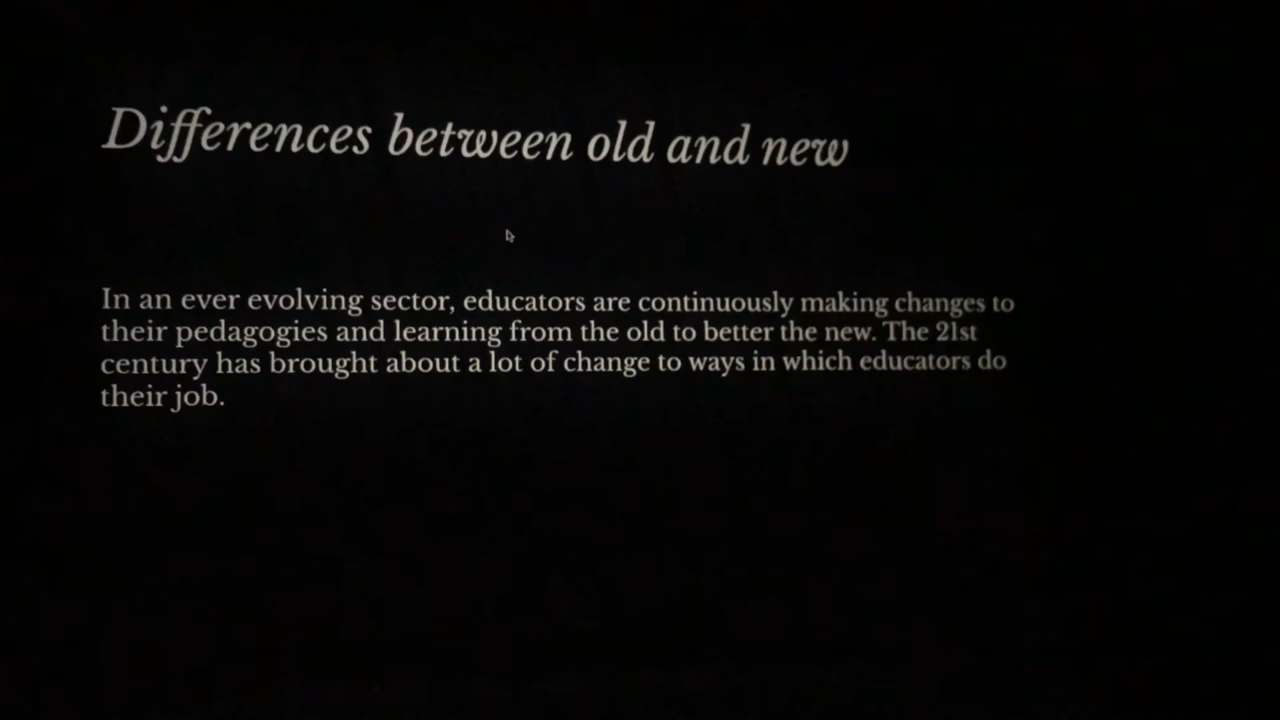 Differences between old and new
In an ever evolving sector, educators are continuously making changes to
their pedagogies and learning from the old to better the new. The 21st
century has brought about a lot of change to ways in which educators do
their job.